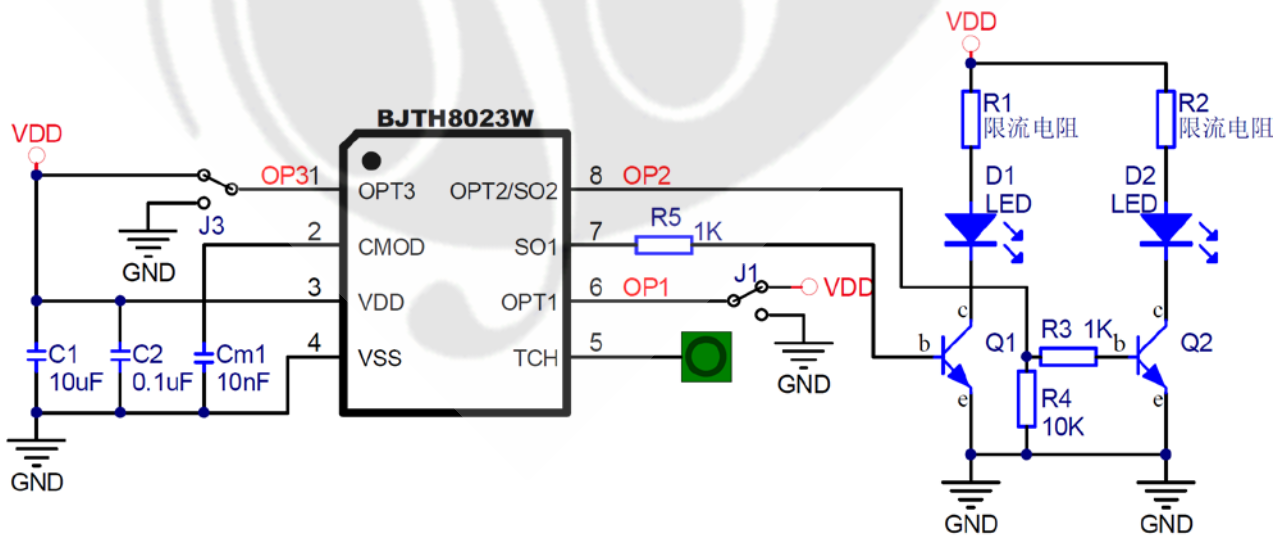 VDD
BJTH8023W
VDD
R1
限流电阻
R2
限流电阻
OP3
1
OPT3
OPT2/SO2
8
OP2
J3
GND
D1
LED
D2
LED
2
CMOD
SO1
7
R5
1K
3
VDD
OPT1
6
OP1
J1
VDD
4
VSS
TCH
5
GND
C1
10uF
C2
0.1uF
Cm1
10nF
GND
c
b
Q1
e
R3
1K
c
b
Q2
e
R4
10K
GND
GND